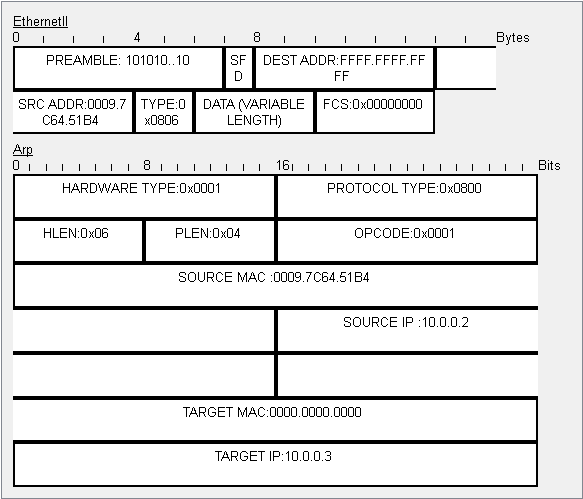 EthernetII
0 4 8 Bytes
PREAMBLE: 101010..10 SF DEST ADDR:FFFF.FFFF.FF
D FF
SRC ADDR:0009.7 TYPE:0 DATA (VARIABLE FCS:0x00000000
C64.51B4 x0806 LENGTH)
Arp
0 8 16 Bits
HARDWARE TYPE:0x0001 PROTOCOL TYPE:0x0800
HLEN:0x06 PLEN:0x04 OPCODE:0x0001
SOURCE MAC :0009.7C64.51B4
SOURCE IP :10.0.0.2
TARGET MAC:0000.0000.0000
TARGET IP:10.0.0.3